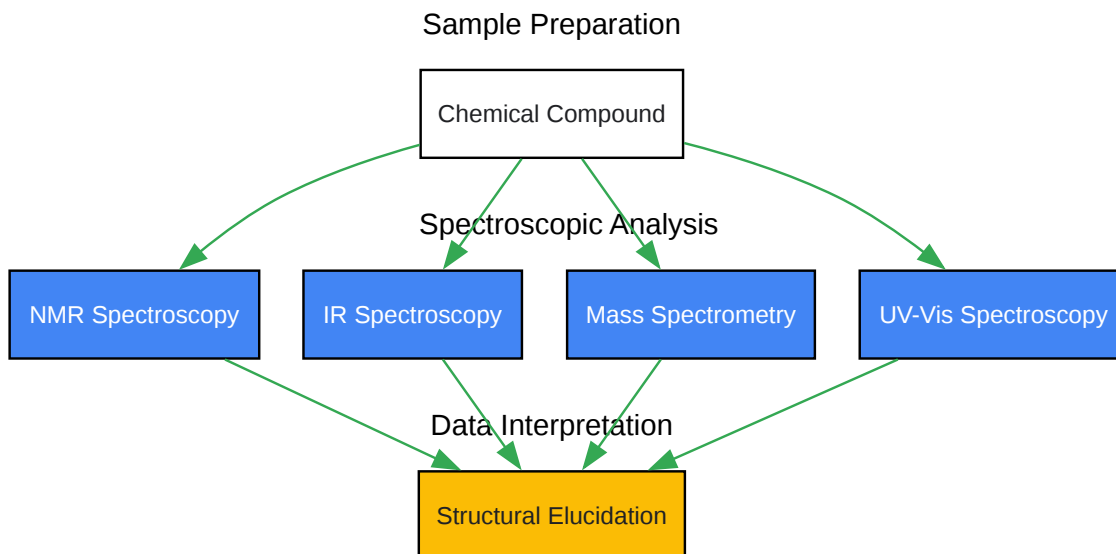 Sample Preparation
Chemical Compound
Spectroscopic Analysis
NMR Spectroscopy
IR Spectroscopy
Mass Spectrometry
UV-Vis Spectroscopy
Data Interpretation
Structural Elucidation